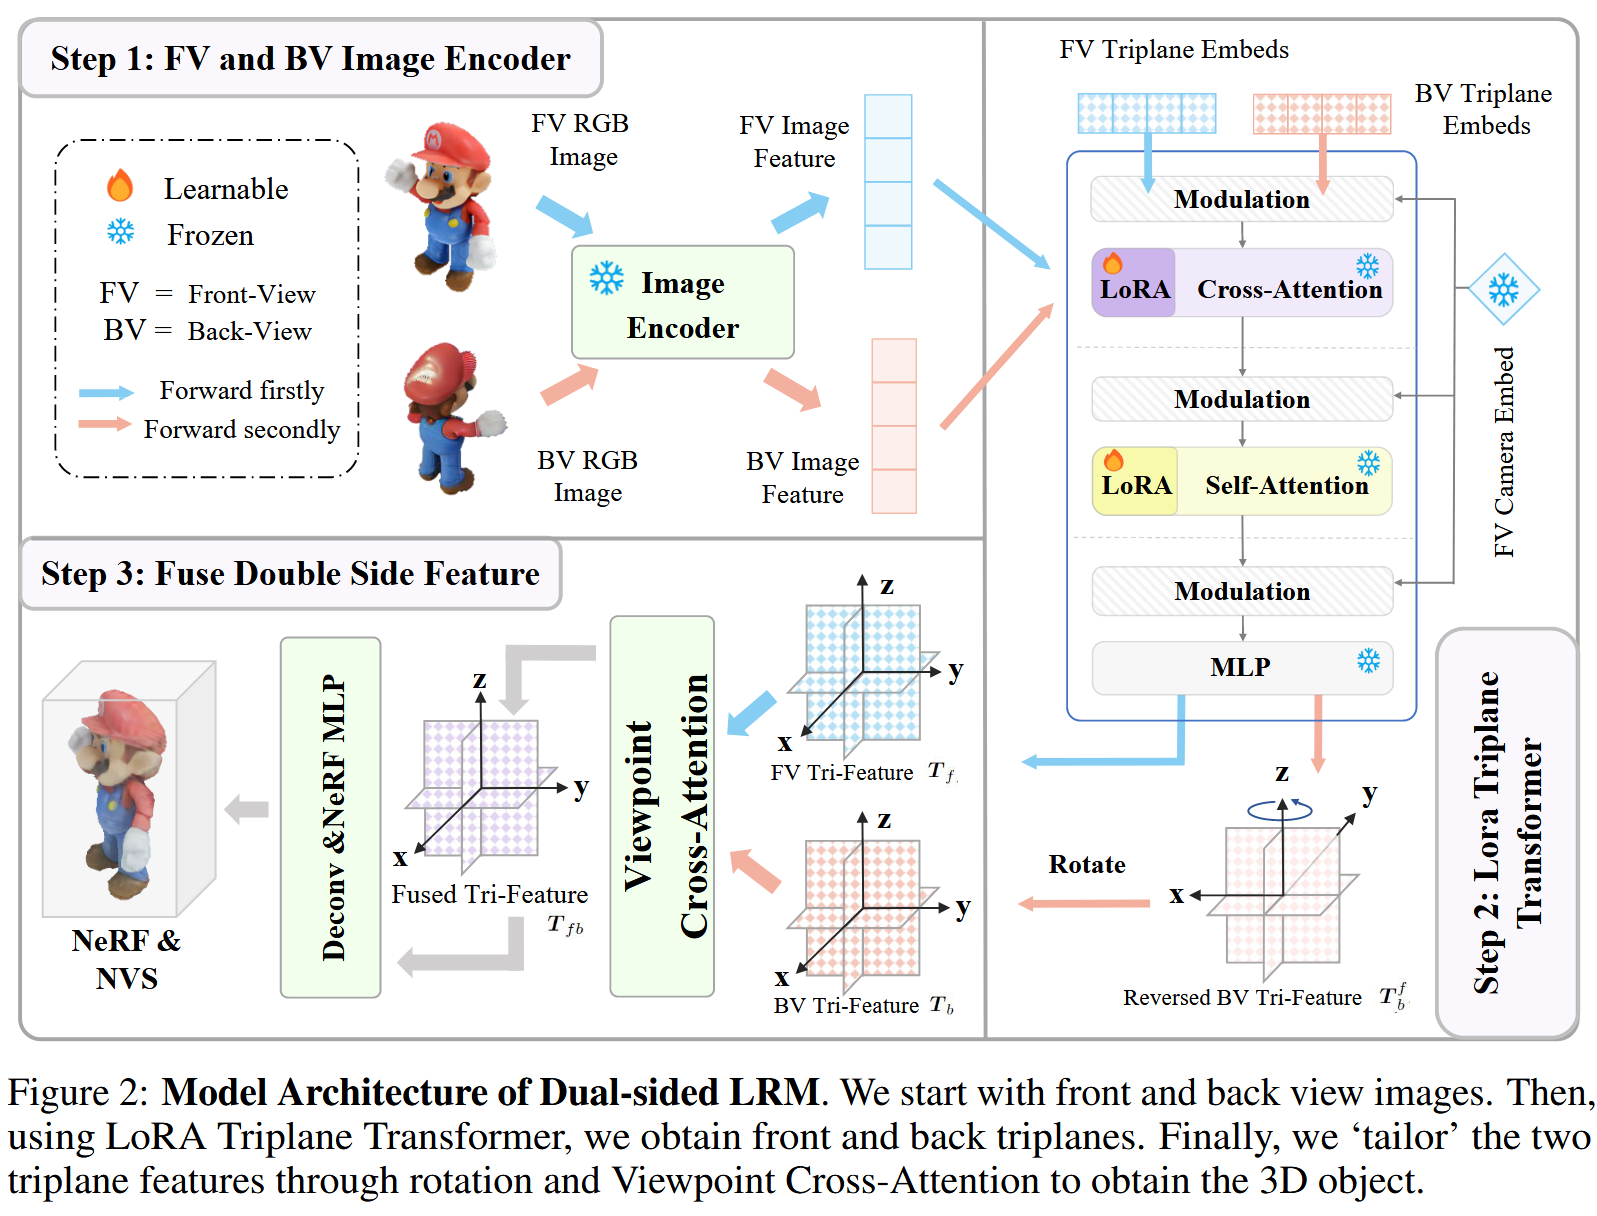 Step 1: FV and BV Image Encoder
Learnable
Frozen
FV = Front-View
BV = Back-View
Forward firstly
Forward secondly
FV RGB
Image
BV RGB
Image
Image
Encoder
FV Image
Feature
BV Image
Feature
FV Triplane Embeds
BV Triplane
Embeds
Modulation
LoRA Cross-Attention
Modulation
LoRA Self-Attention
Modulation
MLP
FV Camera Embed
Step 2: Lora Triplane
Transformer
z
y
x
Reversed BV Tri-Feature T_b^f
Rotate
Step 3: Fuse Double Side Feature
z
y
x
FV Tri-Feature T_f
z
y
x
BV Tri-Feature T_b
Viewpoint
Cross-Attention
z
y
x
Fused Tri-Feature
T_fb
Deconv &NeRF MLP
NeRF &
NVS
Figure 2: Model Architecture of Dual-sided LRM. We start with front and back view images. Then,
using LoRA Triplane Transformer, we obtain front and back triplanes. Finally, we ‘tailor’ the two
triplane features through rotation and Viewpoint Cross-Attention to obtain the 3D object.